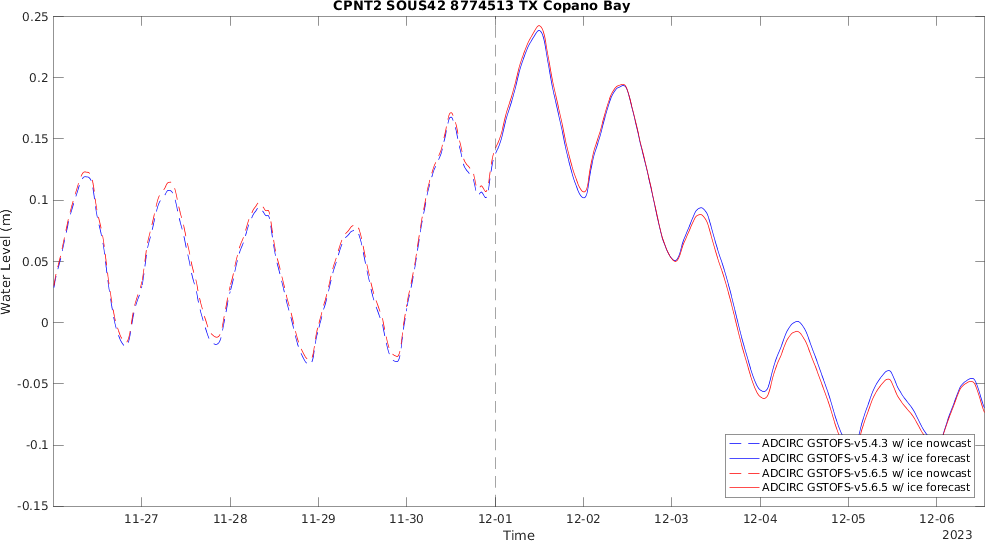 CPNT2 SOUS42 8774513 TX Copano Bay
0.25
0.2
0.15
0.1
0.05
0
-0.05
-0.1
-0.15
Water Level (m)
11-27 11-28 11-29 11-30 12-01 12-02 12-03 12-04 12-05 12-06
Time
2023
ADCIRC GSTOFS-v5.4.3 w/ ice nowcast
ADCIRC GSTOFS-v5.4.3 w/ ice forecast
ADCIRC GSTOFS-v5.6.5 w/ ice nowcast
ADCIRC GSTOFS-v5.6.5 w/ ice forecast